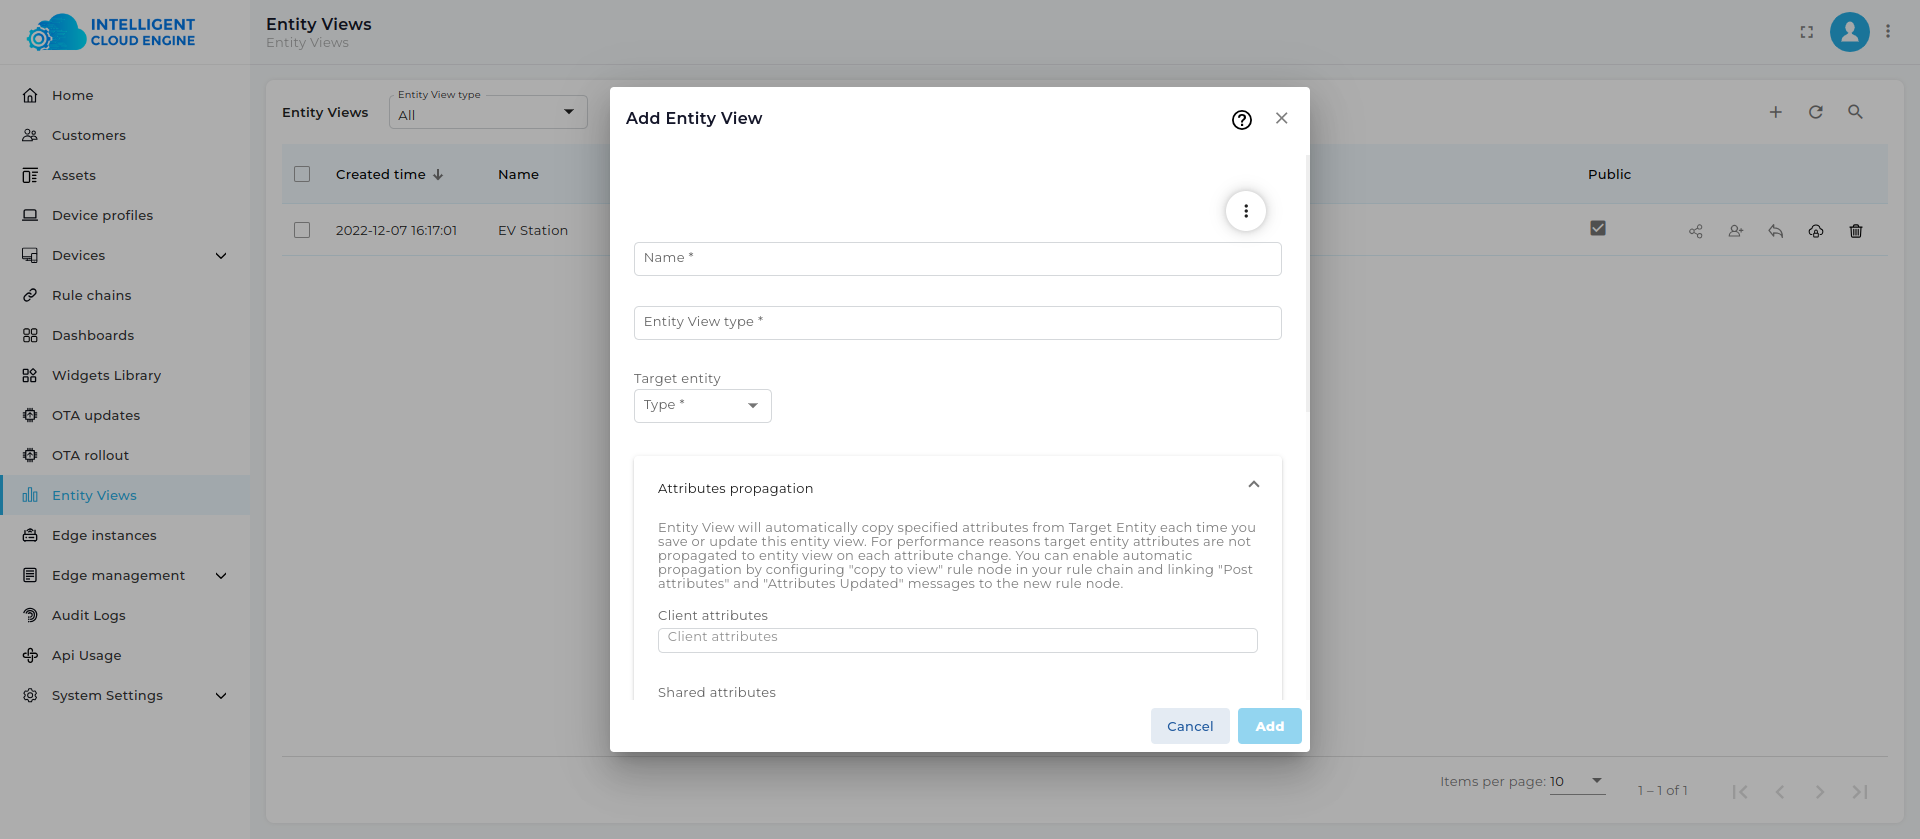 INTELLIGENT
CLOUD ENGINE
Entity Views
Entity Views
Home
Customers
Assets
Device profiles
Devices
Rule chains
Dashboards
Widgets Library
OTA updates
OTA rollout
Entity Views
Edge instances
Edge management
Audit Logs
Api Usage
System Settings
Entity Views
Entity View type
All
Created time
Name
Public
2022-12-07 16:17:01
EV Station
Add Entity View
Name *
Entity View type *
Target entity
Type *
Attributes propagation
Entity View will automatically copy specified attributes from Target Entity each time you
save or update this entity view. For performance reasons target entity attributes are not
propagated to entity view on each attribute change. You can enable automatic
propagation by configuring "copy to view" rule node in your rule chain and linking "Post
attributes" and "Attributes Updated" messages to the new rule node.
Client attributes
Client attributes
Shared attributes
Cancel
Add
Items per page: 10
1 – 1 of 1